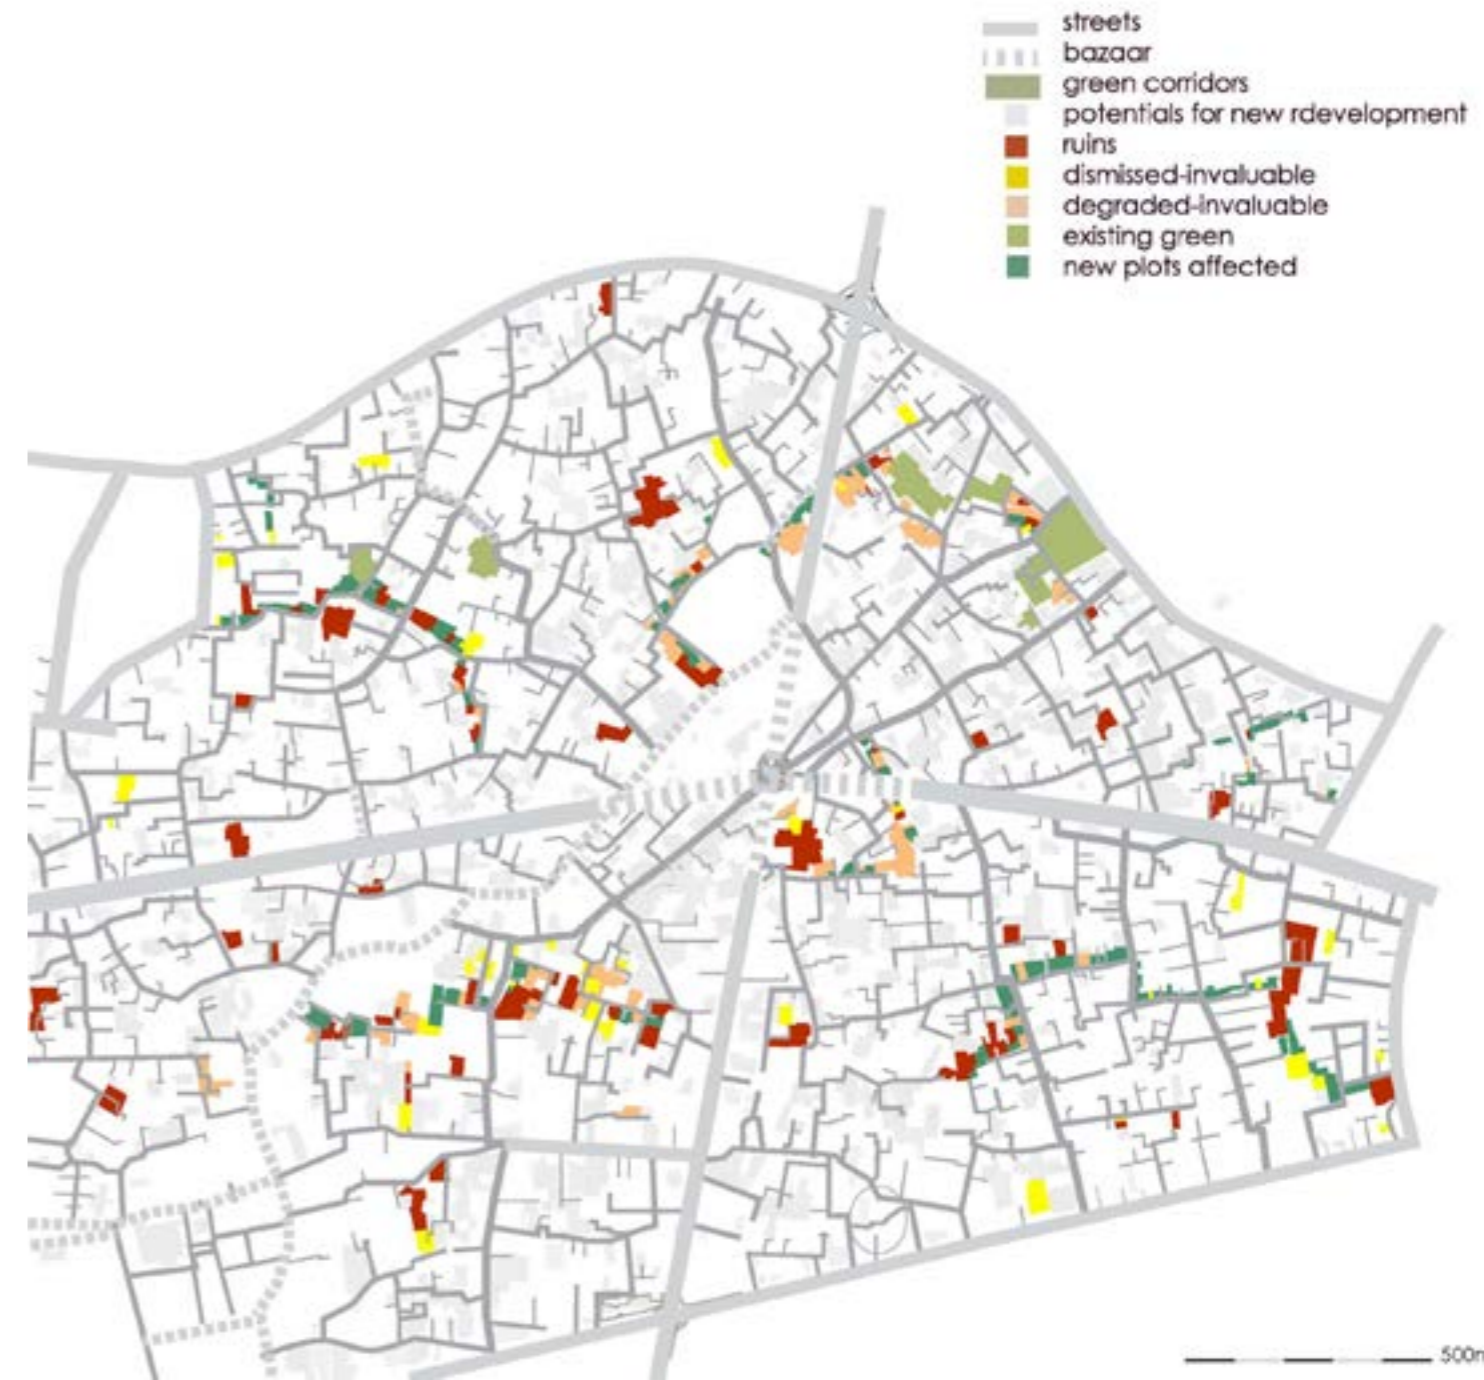 streets
bazaar
green corridors
potentials for new rdevelopment
ruins
dismissed-invaluable
degraded-invaluable
existing green
new plots affected
500m